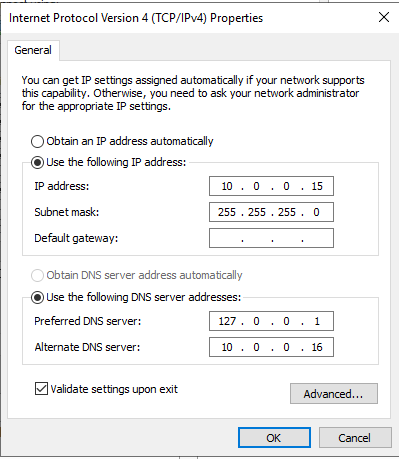 Internet Protocol Version 4 (TCP/IPv4) Properties
General
You can get IP settings assigned automatically if your network supports
this capability. Otherwise, you need to ask your network administrator
for the appropriate IP settings.
Obtain an IP address automatically
Use the following IP address:
IP address: 10 . 0 . 0 . 15
Subnet mask: 255 . 255 . 255 . 0
Default gateway: . . .
Obtain DNS server address automatically
Use the following DNS server addresses:
Preferred DNS server: 127 . 0 . 0 . 1
Alternate DNS server: 10 . 0 . 0 . 16
Validate settings upon exit
Advanced...
OK Cancel